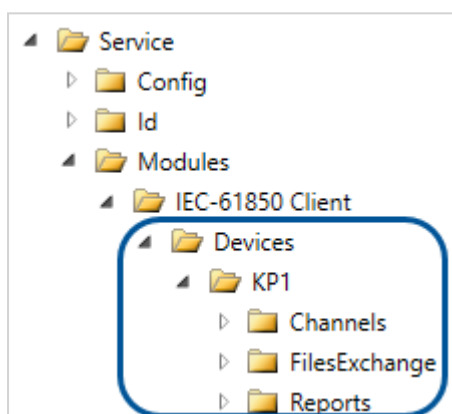 Service
Config
Id
Modules
IEC-61850 Client
Devices
KP1
Channels
FilesExchange
Reports